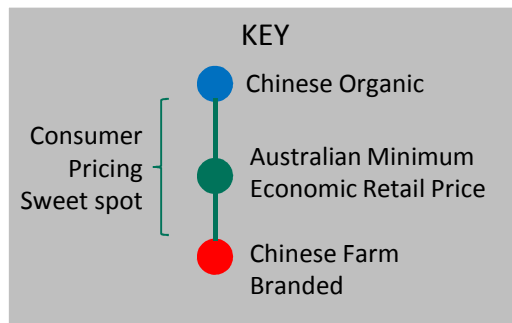 KEY
Chinese Organic
Consumer
Pricing
Sweet spot
Australian Minimum
Economic Retail Price
Chinese Farm
Branded